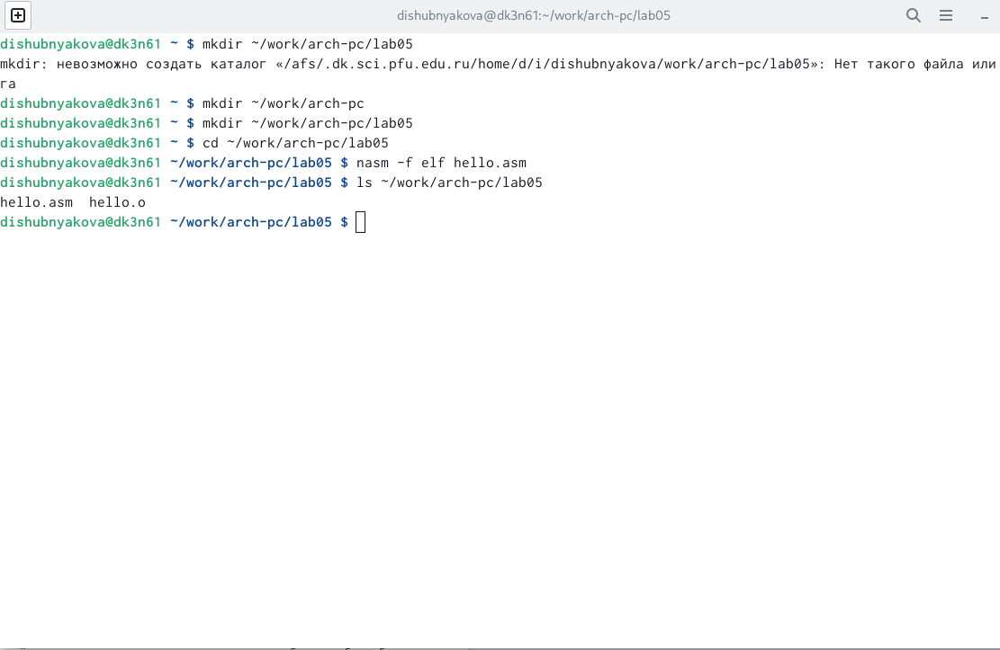 dishubnyakova@dk3n61:~/work/arch-pc/lab05
dishubnyakova@dk3n61 ~ $ mkdir ~/work/arch-pc/lab05
mkdir: невозможно создать каталог «/afs/.dk.sci.pfu.edu.ru/home/d/i/dishubnyakova/work/arch-pc/lab05»: Нет такого файла или
га
dishubnyakova@dk3n61 ~ $ mkdir ~/work/arch-pc
dishubnyakova@dk3n61 ~ $ mkdir ~/work/arch-pc/lab05
dishubnyakova@dk3n61 ~ $ cd ~/work/arch-pc/lab05
dishubnyakova@dk3n61 ~/work/arch-pc/lab05 $ nasm -f elf hello.asm
dishubnyakova@dk3n61 ~/work/arch-pc/lab05 $ ls ~/work/arch-pc/lab05
hello.asm  hello.o
dishubnyakova@dk3n61 ~/work/arch-pc/lab05 $